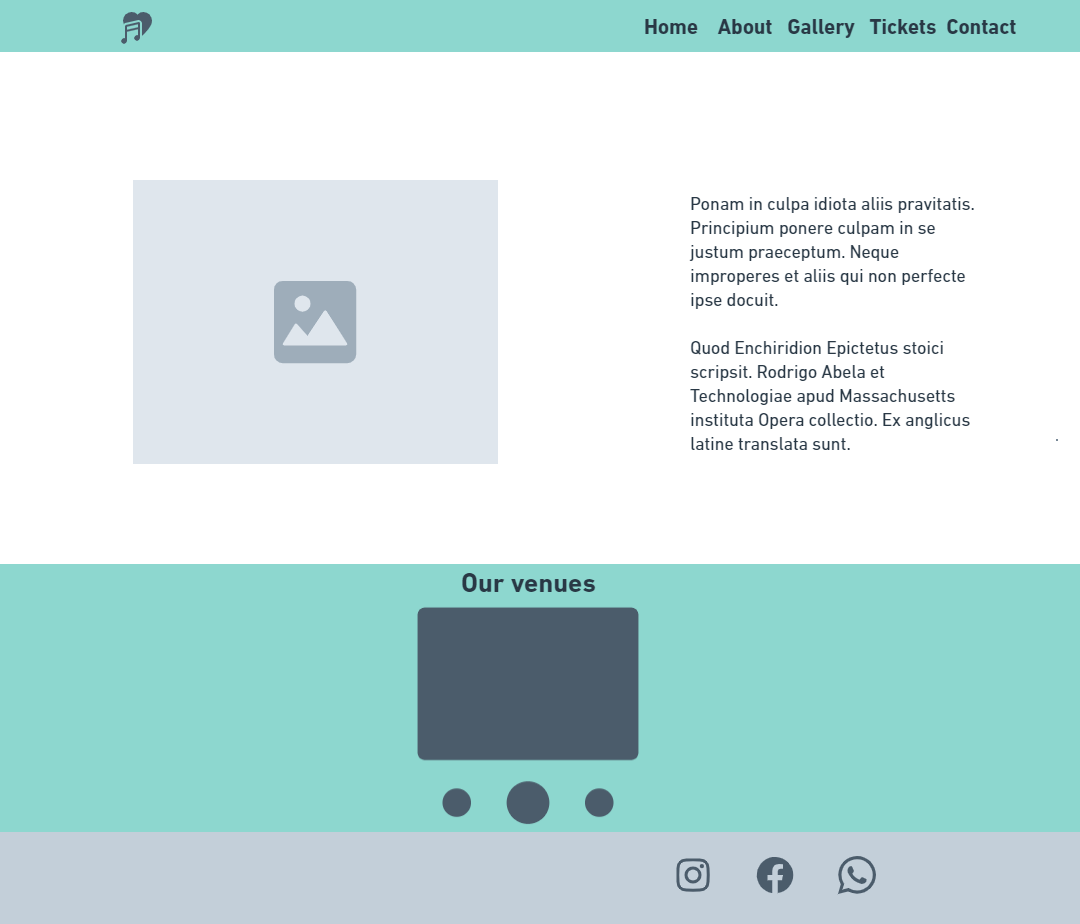 Home About Gallery Tickets Contact
Ponam in culpa idiota aliis pravitatis.
Principium ponere culpam in se
justum praeceptum. Neque
improperes et aliis qui non perfecte
ipse docuit.
Quod Enchiridion Epictetus stoici
scripsit. Rodrigo Abela et
Technologiae apud Massachusetts
instituta Opera collectio. Ex anglicus
latine translata sunt.
.
Our venues